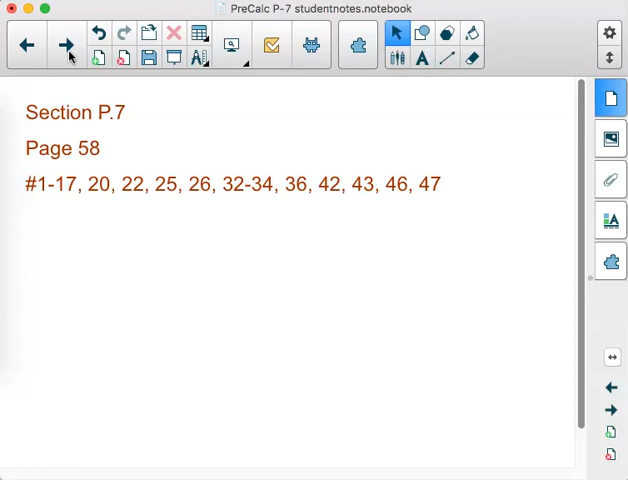 PreCalc P-7 studentnotes.notebook
Section P.7
Page 58
#1-17, 20, 22, 25, 26, 32-34, 36, 42, 43, 46, 47